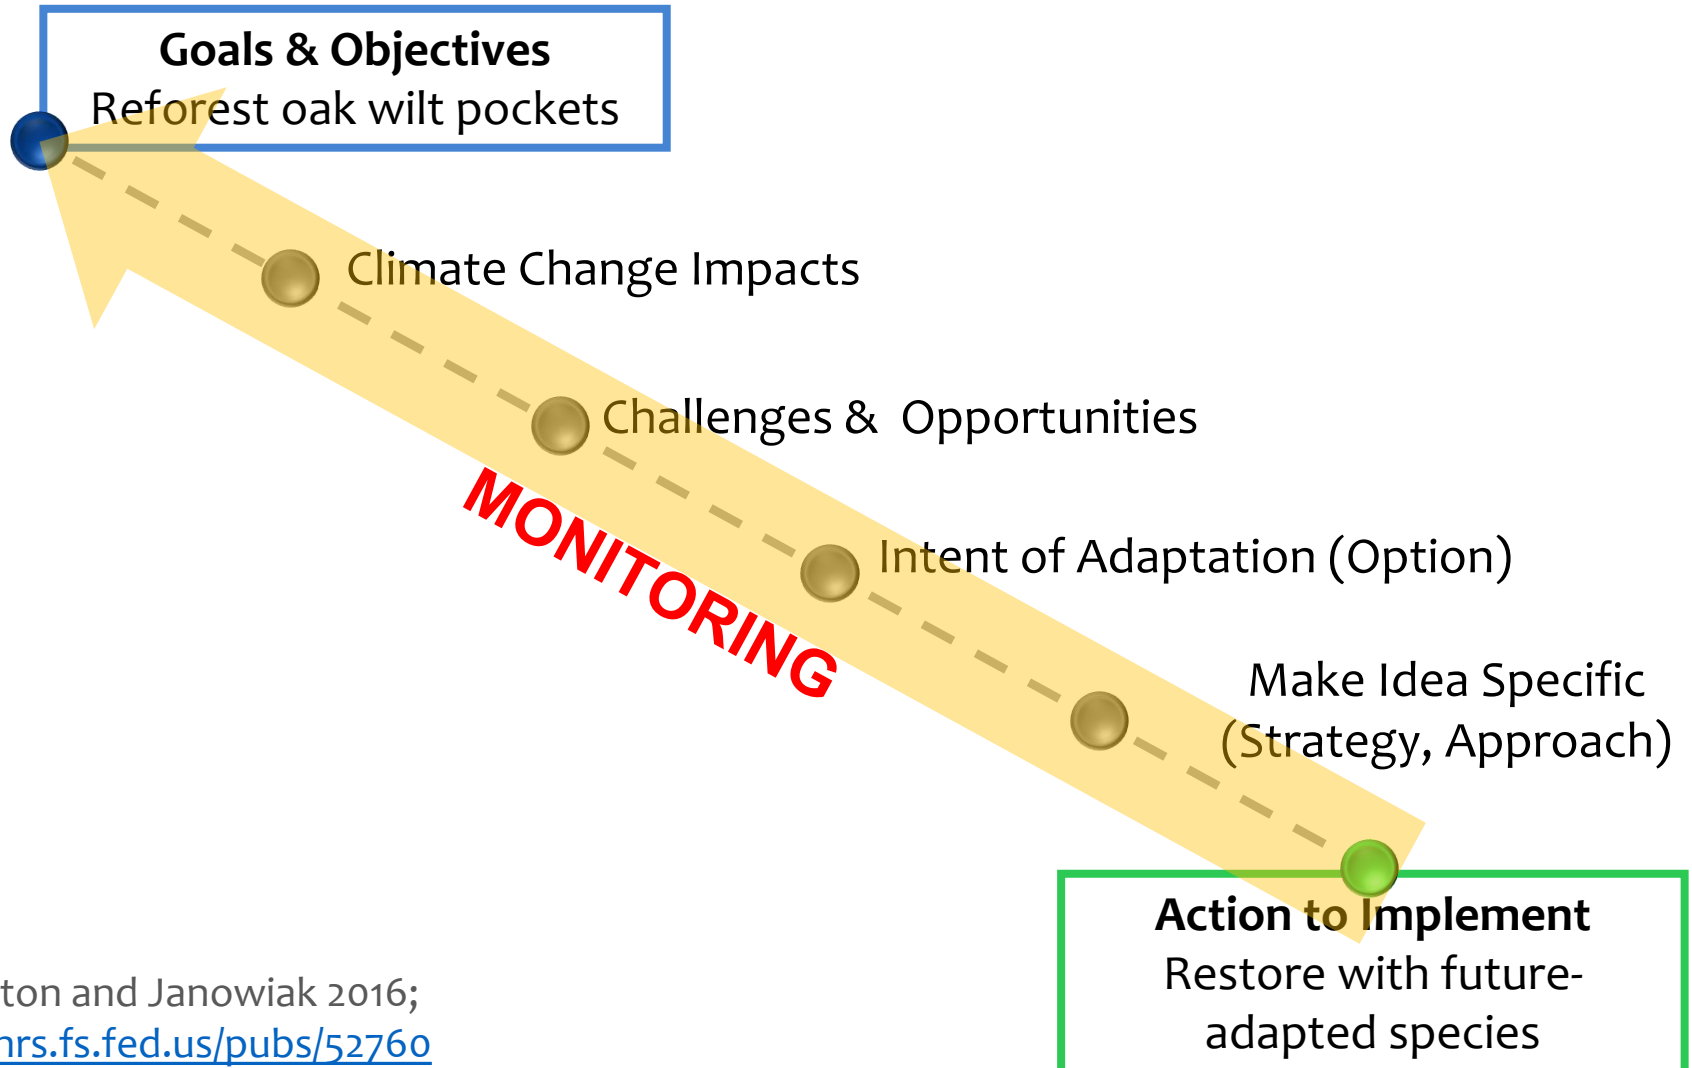 Goals & Objectives
Reforest oak wilt pockets
Climate Change Impacts
Challenges & Opportunities
MONITORING
Intent of Adaptation (Option)
Make Idea Specific
(Strategy, Approach)
Action to Implement
Restore with future-
adapted species
ton and Janowiak 2016;
nrs.fs.fed.us/pubs/52760